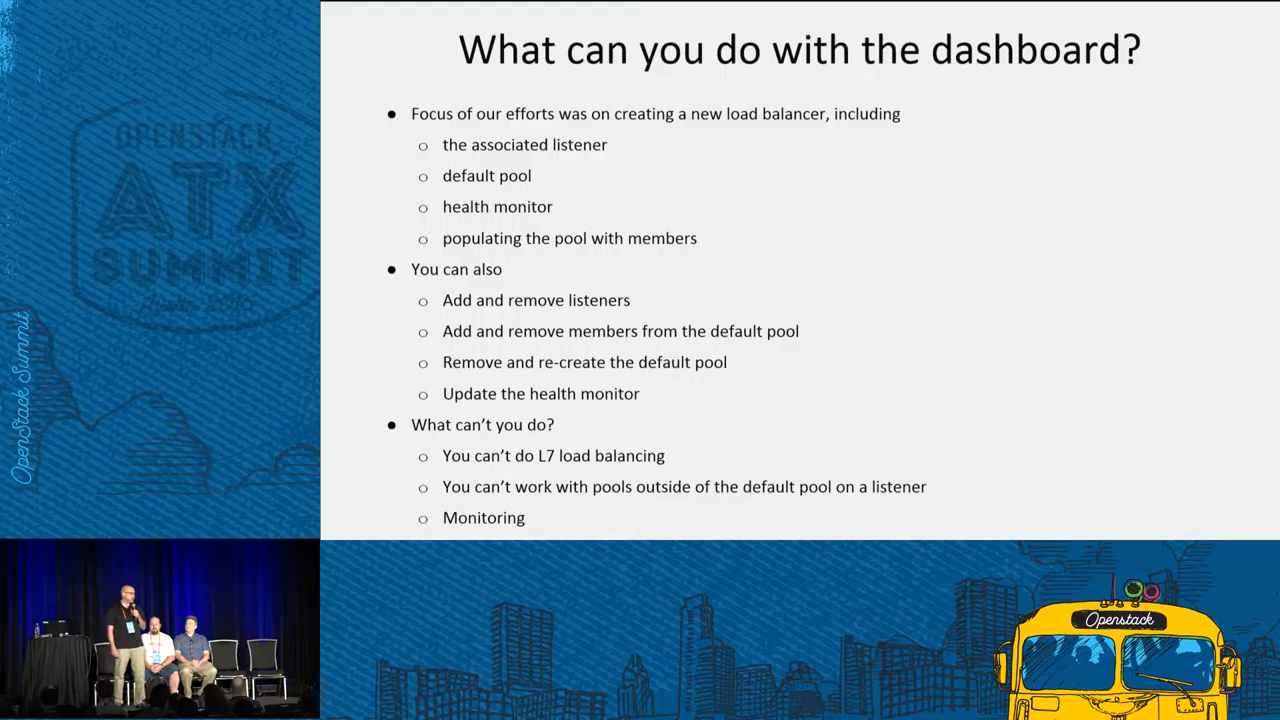 What can you do with the dashboard?
● Focus of our efforts was on creating a new load balancer, including
o the associated listener
o default pool
o health monitor
o populating the pool with members
● You can also
o Add and remove listeners
o Add and remove members from the default pool
o Remove and re-create the default pool
o Update the health monitor
● What can't you do?
o You can't do L7 load balancing
o You can't work with pools outside of the default pool on a listener
o Monitoring
OPENSTACK
ATX
SUMMIT
Austin 2016
OpenStack Summit
Openstack